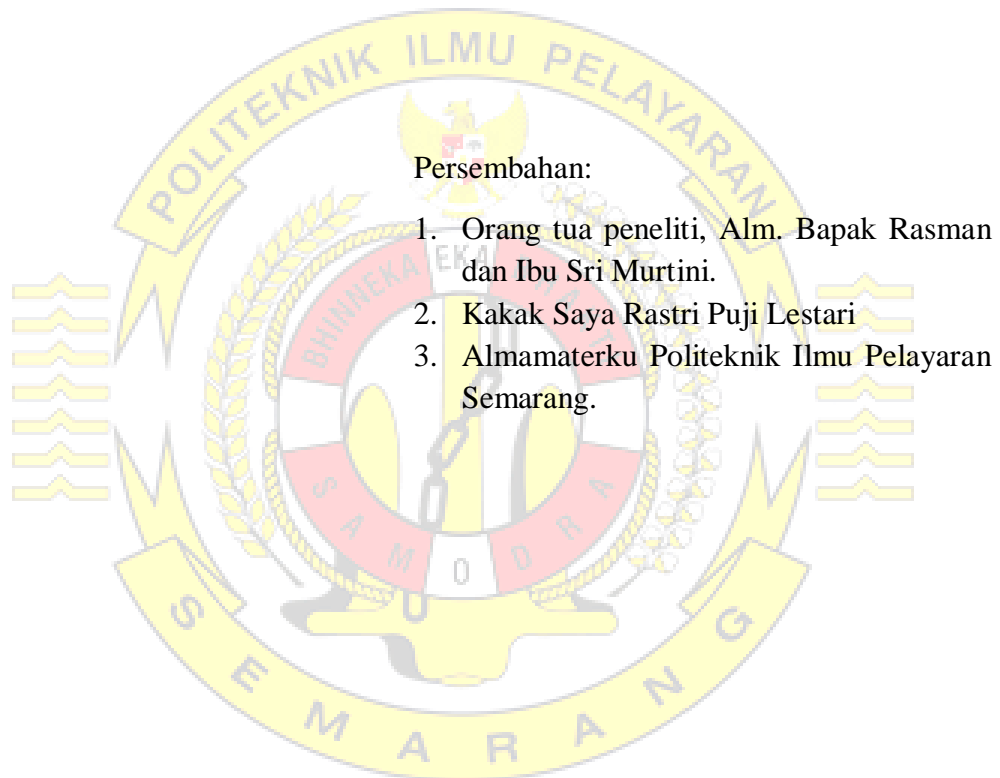 POLITEKNIK ILMU PELAYARAN
Persembahan:
1. Orang tua peneliti, Alm. Bapak Rasman
dan Ibu Sri Murtini.
2. Kakak Saya Rastri Puji Lestari
3. Almamaterku Politeknik Ilmu Pelayaran
Semarang.
BHINNEKA EKA
SAMODRA
SEMARANG